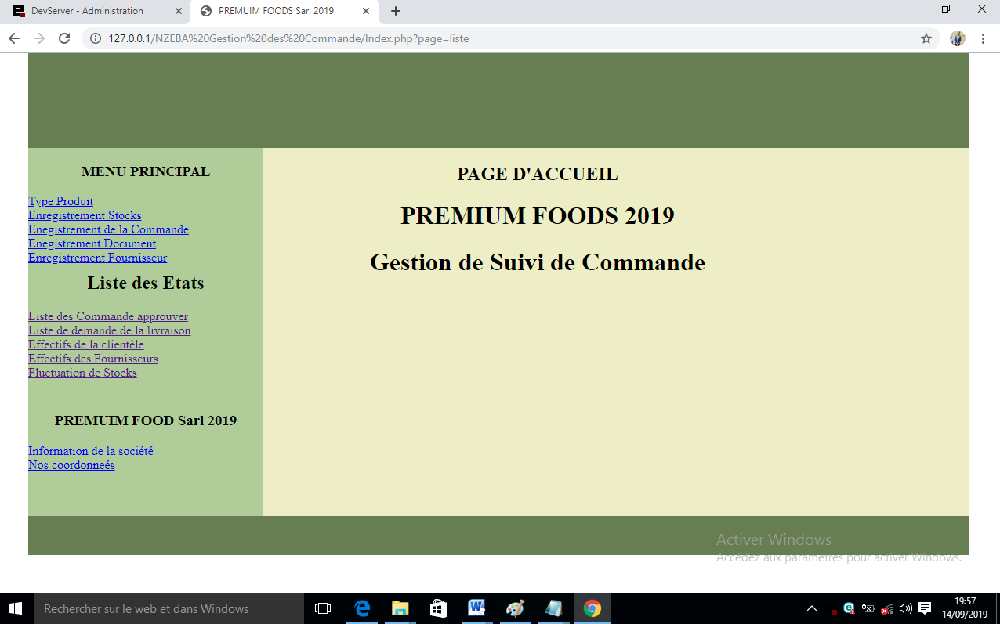 DevServer - Administration
PREMUIM FOODS Sarl 2019
127.0.0.1/NZEBA%20Gestion%20des%20Commande/Index.php?page=liste
MENU PRINCIPAL
Type Produit
Enregistrement Stocks
Enegistrement de la Commande
Enegistrement Document
Enregistrement Fournisseur
Liste des Etats
Liste des Commande approuver
Liste de demande de la livraison
Effectifs de la clientèle
Effectifs des Fournisseurs
Fluctuation de Stocks
PREMUIM FOOD Sarl 2019
Information de la société
Nos coordonneés
PAGE D'ACCUEIL
PREMIUM FOODS 2019
Gestion de Suivi de Commande
Activer Windows
Accédez aux paramètres pour activer Windows.
Rechercher sur le web et dans Windows
19:57
14/09/2019